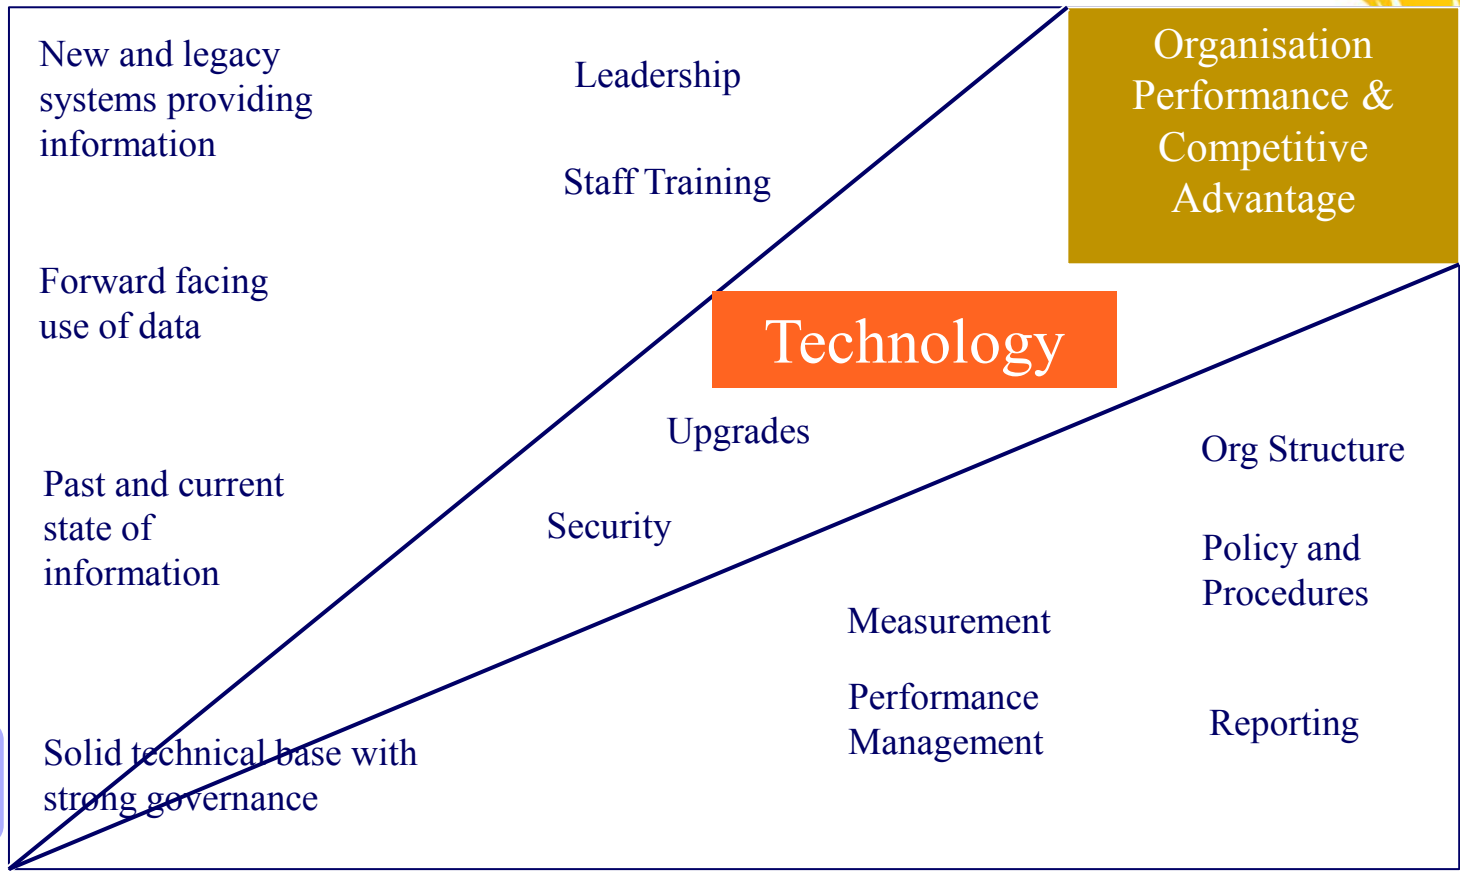 New and legacy
systems providing
information
Leadership
Staff Training
Organisation
Performance &
Competitive
Advantage
Forward facing
use of data
Technology
Upgrades
Security
Past and current
state of
information
Org Structure
Policy and
Procedures
Measurement
Performance
Management
Reporting
Solid technical base with
strong governance